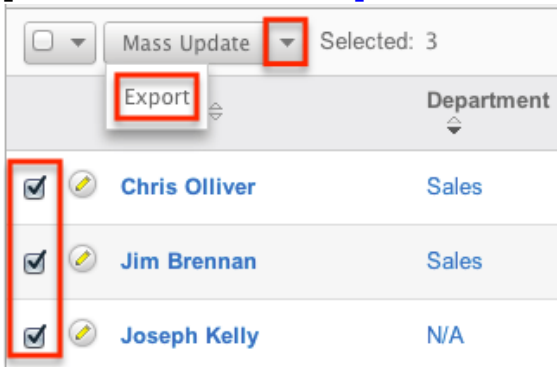 Mass Update Selected: 3
Export
Department
Chris Olliver Sales
Jim Brennan Sales
Joseph Kelly N/A